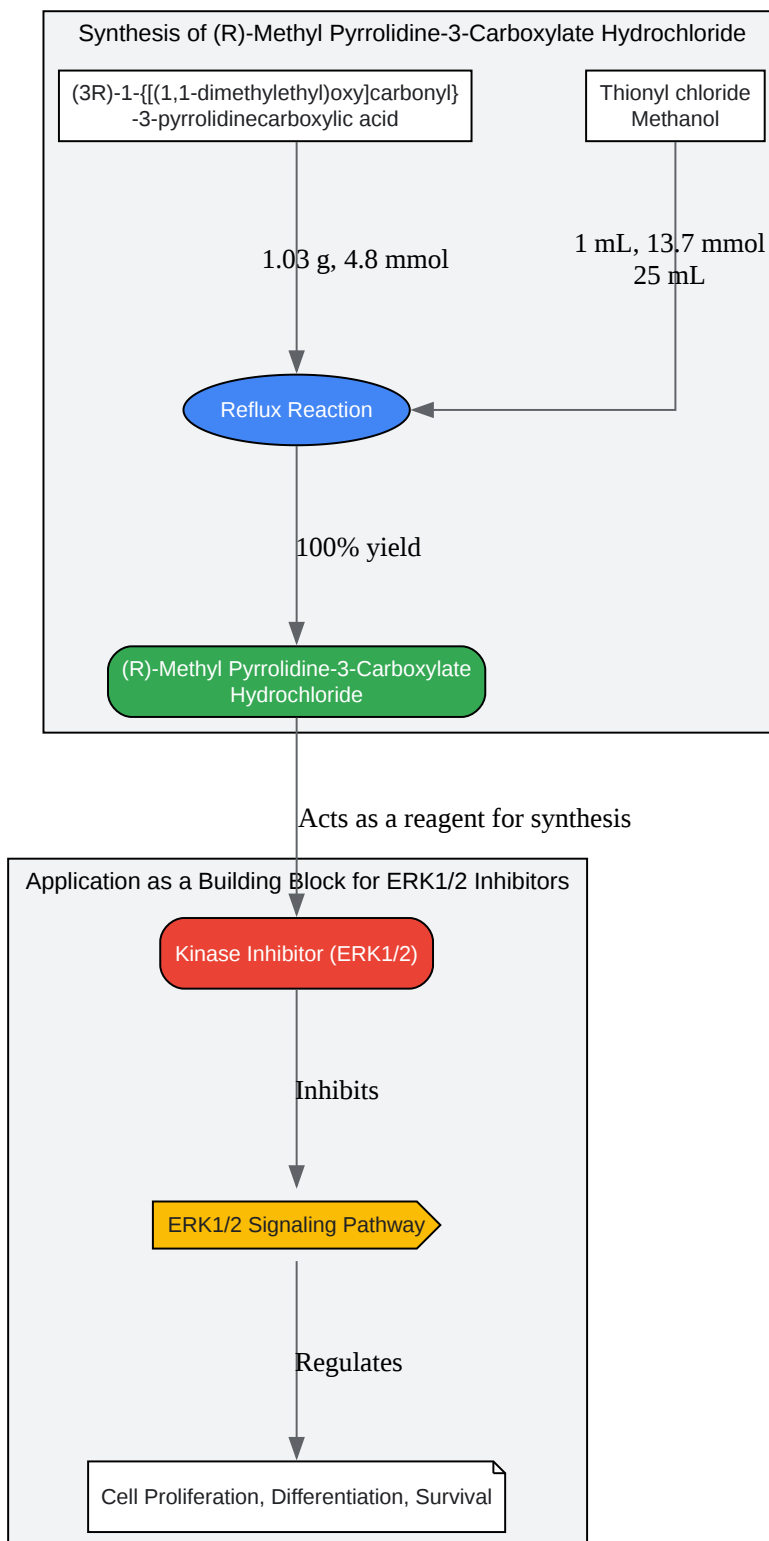 Synthesis of (R)-Methyl Pyrrolidine-3-Carboxylate Hydrochloride
(3R)-1-{[(1,1-dimethylethyl)oxy]carbonyl}
-3-pyrrolidinecarboxylic acid
Thionyl chloride
Methanol
1.03 g, 4.8 mmol
1 mL, 13.7 mmol
25 mL
Reflux Reaction
100% yield
(R)-Methyl Pyrrolidine-3-Carboxylate
Hydrochloride
Acts as a reagent for synthesis
Application as a Building Block for ERK1/2 Inhibitors
Kinase Inhibitor (ERK1/2)
Inhibits
ERK1/2 Signaling Pathway
Regulates
Cell Proliferation, Differentiation, Survival